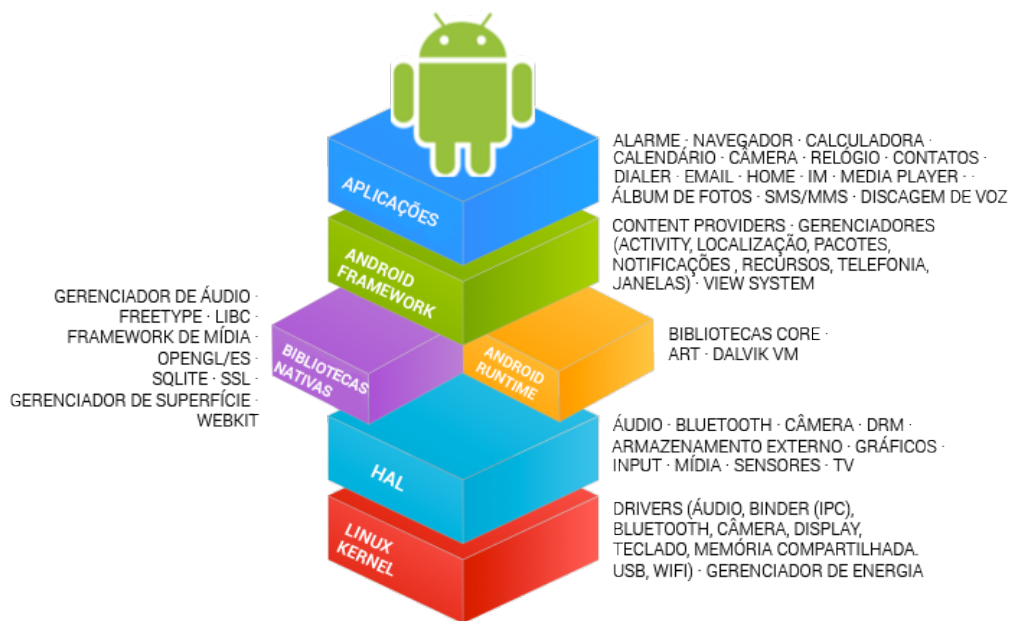 ALARME · NAVEGADOR · CALCULADORA ·
CALENDÁRIO · CÂMERA · RELÓGIO · CONTATOS ·
DIALER · EMAIL · HOME · IM · MEDIA PLAYER · ·
ÁLBUM DE FOTOS · SMS/MMS · DISCAGEM DE VOZ
APLICAÇÕES
CONTENT PROVIDERS · GERENCIADORES
(ACTIVITY, LOCALIZAÇÃO, PACOTES,
NOTIFICAÇÕES , RECURSOS, TELEFONIA,
JANELAS) · VIEW SYSTEM
ANDROID
FRAMEWORK
GERENCIADOR DE ÁUDIO ·
FREETYPE · LIBC ·
FRAMEWORK DE MÍDIA ·
OPENGL/ES ·
SQLITE · SSL ·
GERENCIADOR DE SUPERFÍCIE ·
WEBKIT
BIBLIOTECAS
NATIVAS
ANDROID
RUNTIME
BIBLIOTECAS CORE ·
ART · DALVIK VM
HAL
ÁUDIO · BLUETOOTH · CÂMERA · DRM ·
ARMAZENAMENTO EXTERNO · GRÁFICOS ·
INPUT · MÍDIA · SENSORES · TV
LINUX
KERNEL
DRIVERS (ÁUDIO, BINDER (IPC),
BLUETOOTH, CÂMERA, DISPLAY,
TECLADO, MEMÓRIA COMPARTILHADA.
USB, WIFI) · GERENCIADOR DE ENERGIA